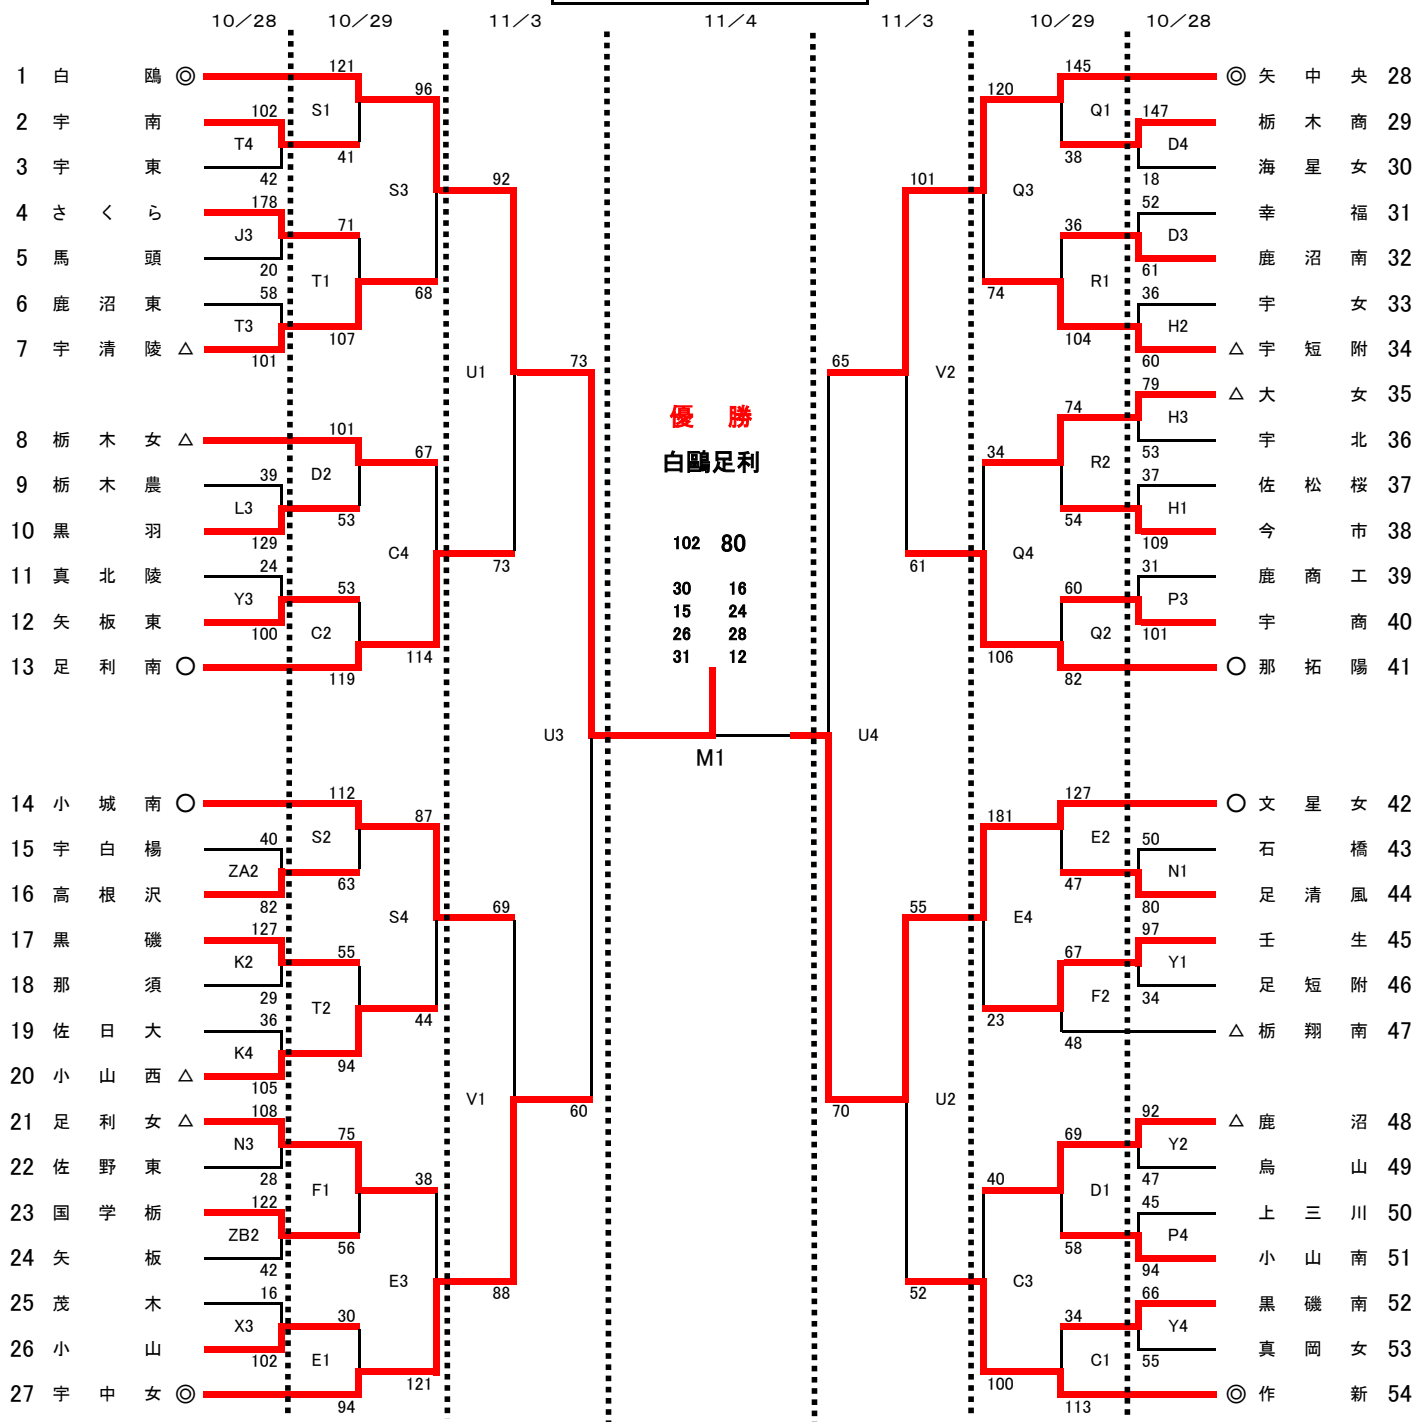 10／28 10／29 11／3 11／4 11／3 10／29 10／28
121 145
1 白 鴎 ◎ ◎ 矢 中 央 28
96 120
102 S1 Q1 147
2 宇 南 栃 木 商 29
T4 D4
41 38
3 宇 東 海 星 女 30
42 18
92 S3 Q3 101
178 52
4 さ く ら 幸 福 31
71 36
J3 D3
5 馬 頭 鹿 沼 南 32
20 61
T1 R1
68 74
58 36
6 鹿 沼 東 宇 女 33
T3 H2
107 104
7 宇 清 陵 △ △ 宇 短 附 34
101 60
73 65
U1 V2
79
△ 大 女 35
優 勝
74
H3
101
8 栃 木 女 △ 宇 北 36
67 34 53
白鷗足利
D2 R2
39 37
9 栃 木 農 佐 松 桜 37
L3 H1
53 54
10 黒 羽 今 市 38
129 109
102 80
C4 Q4
73 61
24 31
11 真 北 陵 鹿 商 工 39
30 16
53 60
Y3 P3
15 24
12 矢 板 東 宇 商 40
100 101
C2 Q2
26 28
31 12
114 106
13 足 利 南 ○ ○ 那 拓 陽 41
119 82
U3 U4
M1
112 127
14 小 城 南 ○ ○ 文 星 女 42
87 181
S2 E2
40 50
15 宇 白 楊 石 橋 43
ZA2 N1
63 47
16 高 根 沢 足 清 風 44
82 80
69 S4 E4 55
127 97
17 黒 磯 壬 生 45
55 67
K2 Y1
18 那 須 足 短 附 46
29 34
T2 F2
44 23
36
19 佐 日 大 △ 栃 翔 南 47
48
K4
94
20 小 山 西 △
105
V1 U2
60 70
108 92
21 足 利 女 △ △ 鹿 沼 48
75 69
N3 Y2
22 佐 野 東 烏 山 49
28 47
38 40
F1 D1
122 45
23 国 学 栃 上 三 川 50
ZB2 P4
56 58
24 矢 板 小 山 南 51
42 94
E3 C3
88 52
16 66
25 茂 木 黒 磯 南 52
30 34
X3 Y4
26 小 山 真 岡 女 53
102 55
E1 C1
121 100
27 宇 中 女 ◎ ◎ 作 新 54
94 113